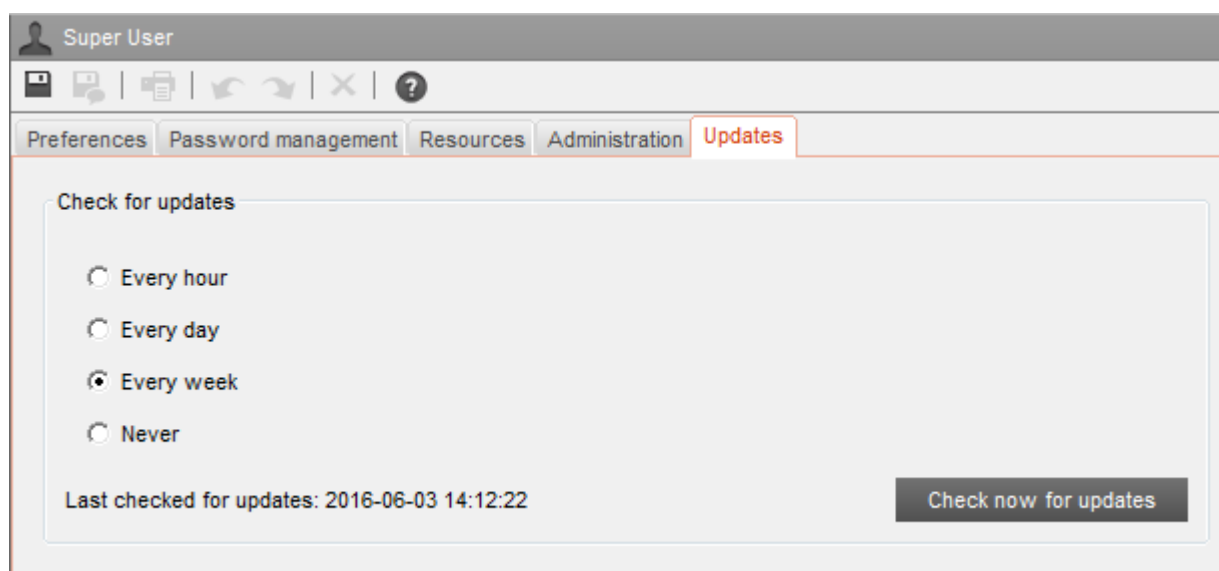 Super User
Preferences Password management Resources Administration Updates
Check for updates
Every hour
Every day
Every week
Never
Last checked for updates: 2016-06-03 14:12:22 Check now for updates